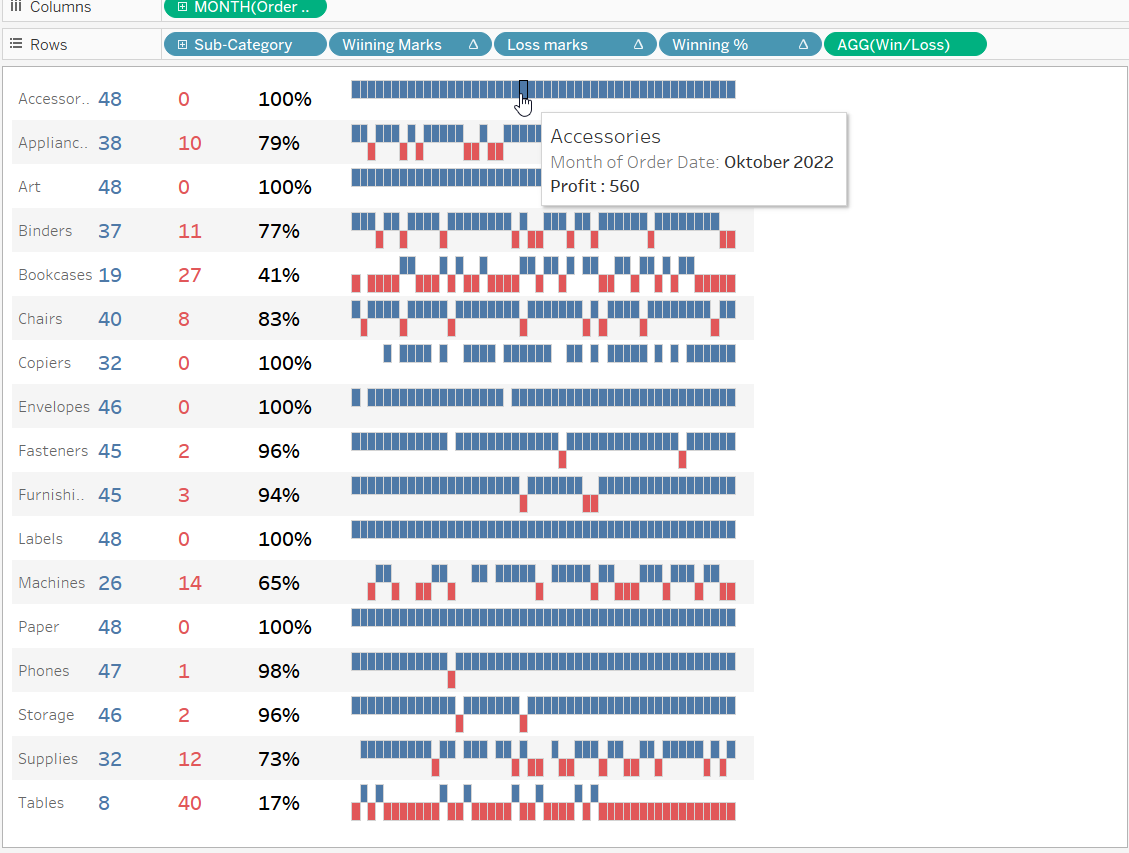 Columns MONTH(Order ..
Rows Sub-Category Wiining Marks Δ Loss marks Δ Winning % Δ AGG(Win/Loss)
Accessor.. 48 0 100%
Applianc.. 38 10 79%
Accessories
Month of Order Date: Oktober 2022
Profit : 560
Art 48 0 100%
Binders 37 11 77%
Bookcases 19 27 41%
Chairs 40 8 83%
Copiers 32 0 100%
Envelopes 46 0 100%
Fasteners 45 2 96%
Furnishi.. 45 3 94%
Labels 48 0 100%
Machines 26 14 65%
Paper 48 0 100%
Phones 47 1 98%
Storage 46 2 96%
Supplies 32 12 73%
Tables 8 40 17%